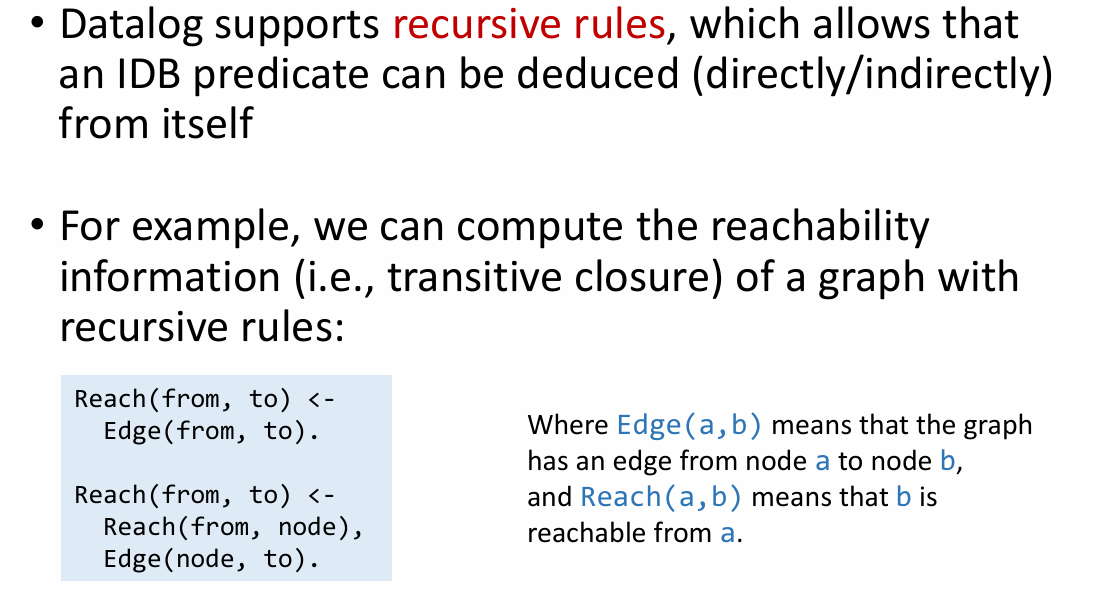 • Datalog supports recursive rules, which allows that
an IDB predicate can be deduced (directly/indirectly)
from itself
• For example, we can compute the reachability
information (i.e., transitive closure) of a graph with
recursive rules:
Reach(from, to) <-
Edge(from, to).
Reach(from, to) <-
Reach(from, node),
Edge(node, to).
Where Edge(a,b) means that the graph
has an edge from node a to node b,
and Reach(a,b) means that b is
reachable from a.